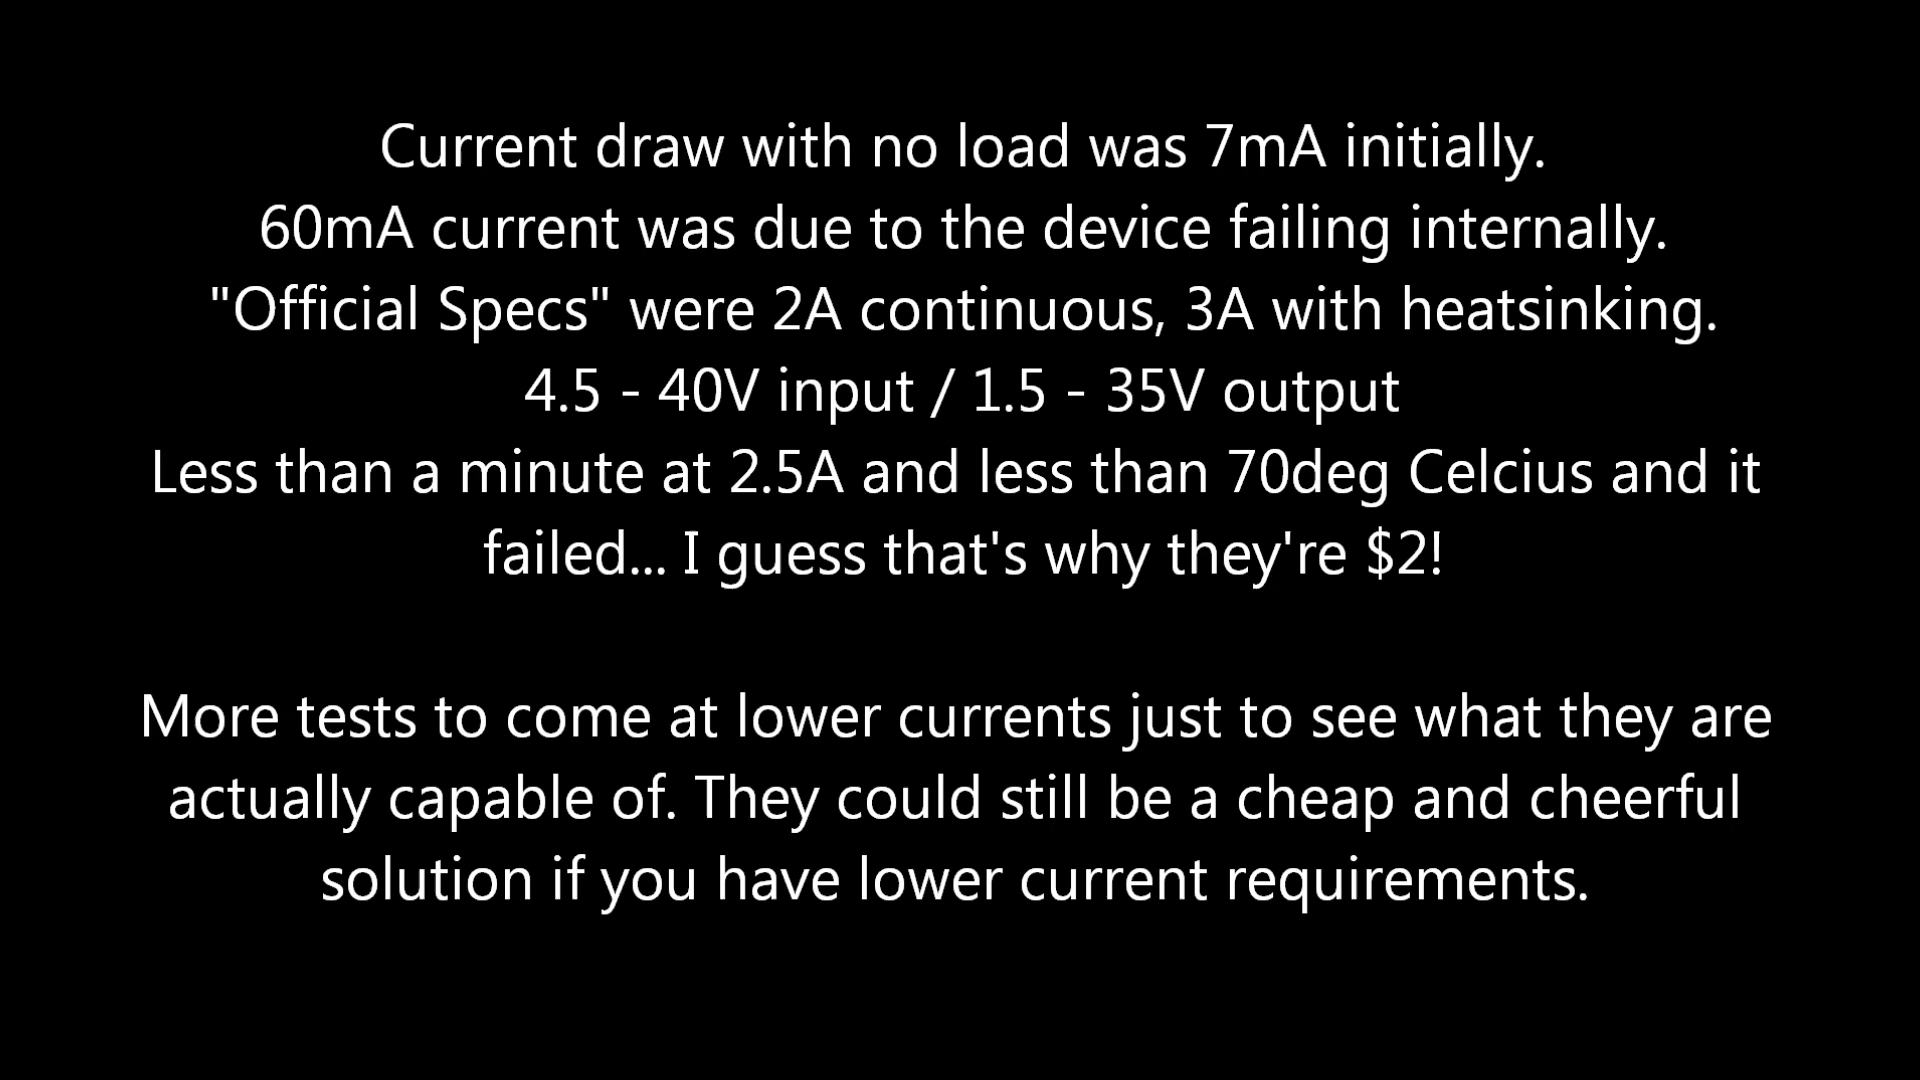 Current draw with no load was 7mA initially.
60mA current was due to the device failing internally.
"Official Specs" were 2A continuous, 3A with heatsinking.
4.5 - 40V input / 1.5 - 35V output
Less than a minute at 2.5A and less than 70deg Celcius and it
failed... I guess that's why they're $2!
More tests to come at lower currents just to see what they are
actually capable of. They could still be a cheap and cheerful
solution if you have lower current requirements.